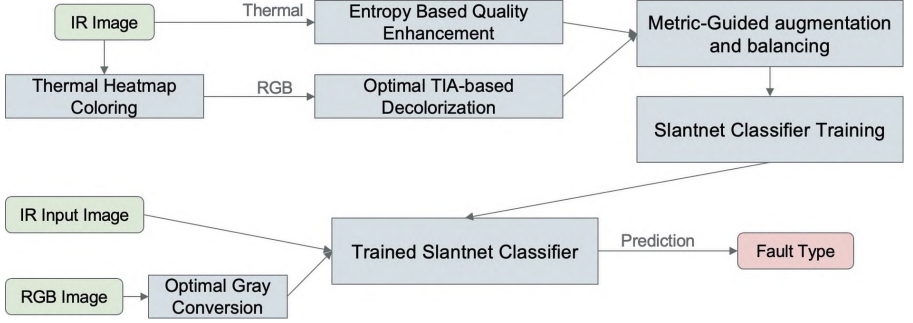 IR Image
Thermal
Entropy Based Quality
Enhancement
Metric-Guided augmentation
and balancing
Thermal Heatmap
Coloring
RGB
Optimal TIA-based
Decolorization
Slantnet Classifier Training
IR Input Image
Trained Slantnet Classifier
Prediction
Fault Type
RGB Image
Optimal Gray
Conversion